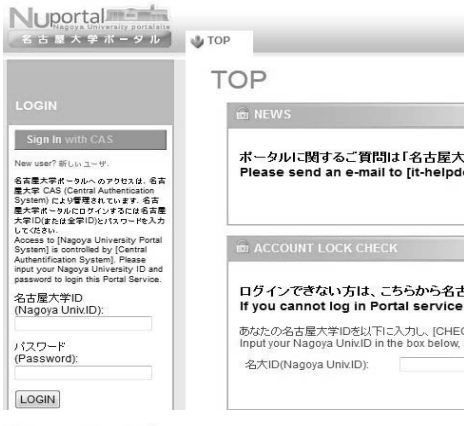 Nuportal
Nagoya University portalsite
名古屋大学ポータル
TOP
TOP
LOGIN
Sign In with CAS
New user? 新しいユーザ.
名古屋大学ポータルへのアクセスは、名古
屋大学 CAS (Central Authentication
System) により管理されています. 名古
屋大学ポータルにログインするには名古屋
大学ID(または全学ID)とパスワードを入力
してください.
Access to [Nagoya University Portal
System] is controlled by [Central
Authentification System]. Please
input your Nagoya University ID and
password to login this Portal Service.
名古屋大学ID
(Nagoya Univ.ID):
パスワード
(Password):
LOGIN
NEWS
ポータルに関するご質問は「名古屋大
Please send an e-mail to [it-helpd
ACCOUNT LOCK CHECK
ログインできない方は、こちらから名古
If you cannot log in Portal service
あなたの名古屋大学IDを以下に入力し、[CHEC
Input your Nagoya Univ.ID in the box below,
名大ID(Nagoya Univ.ID):